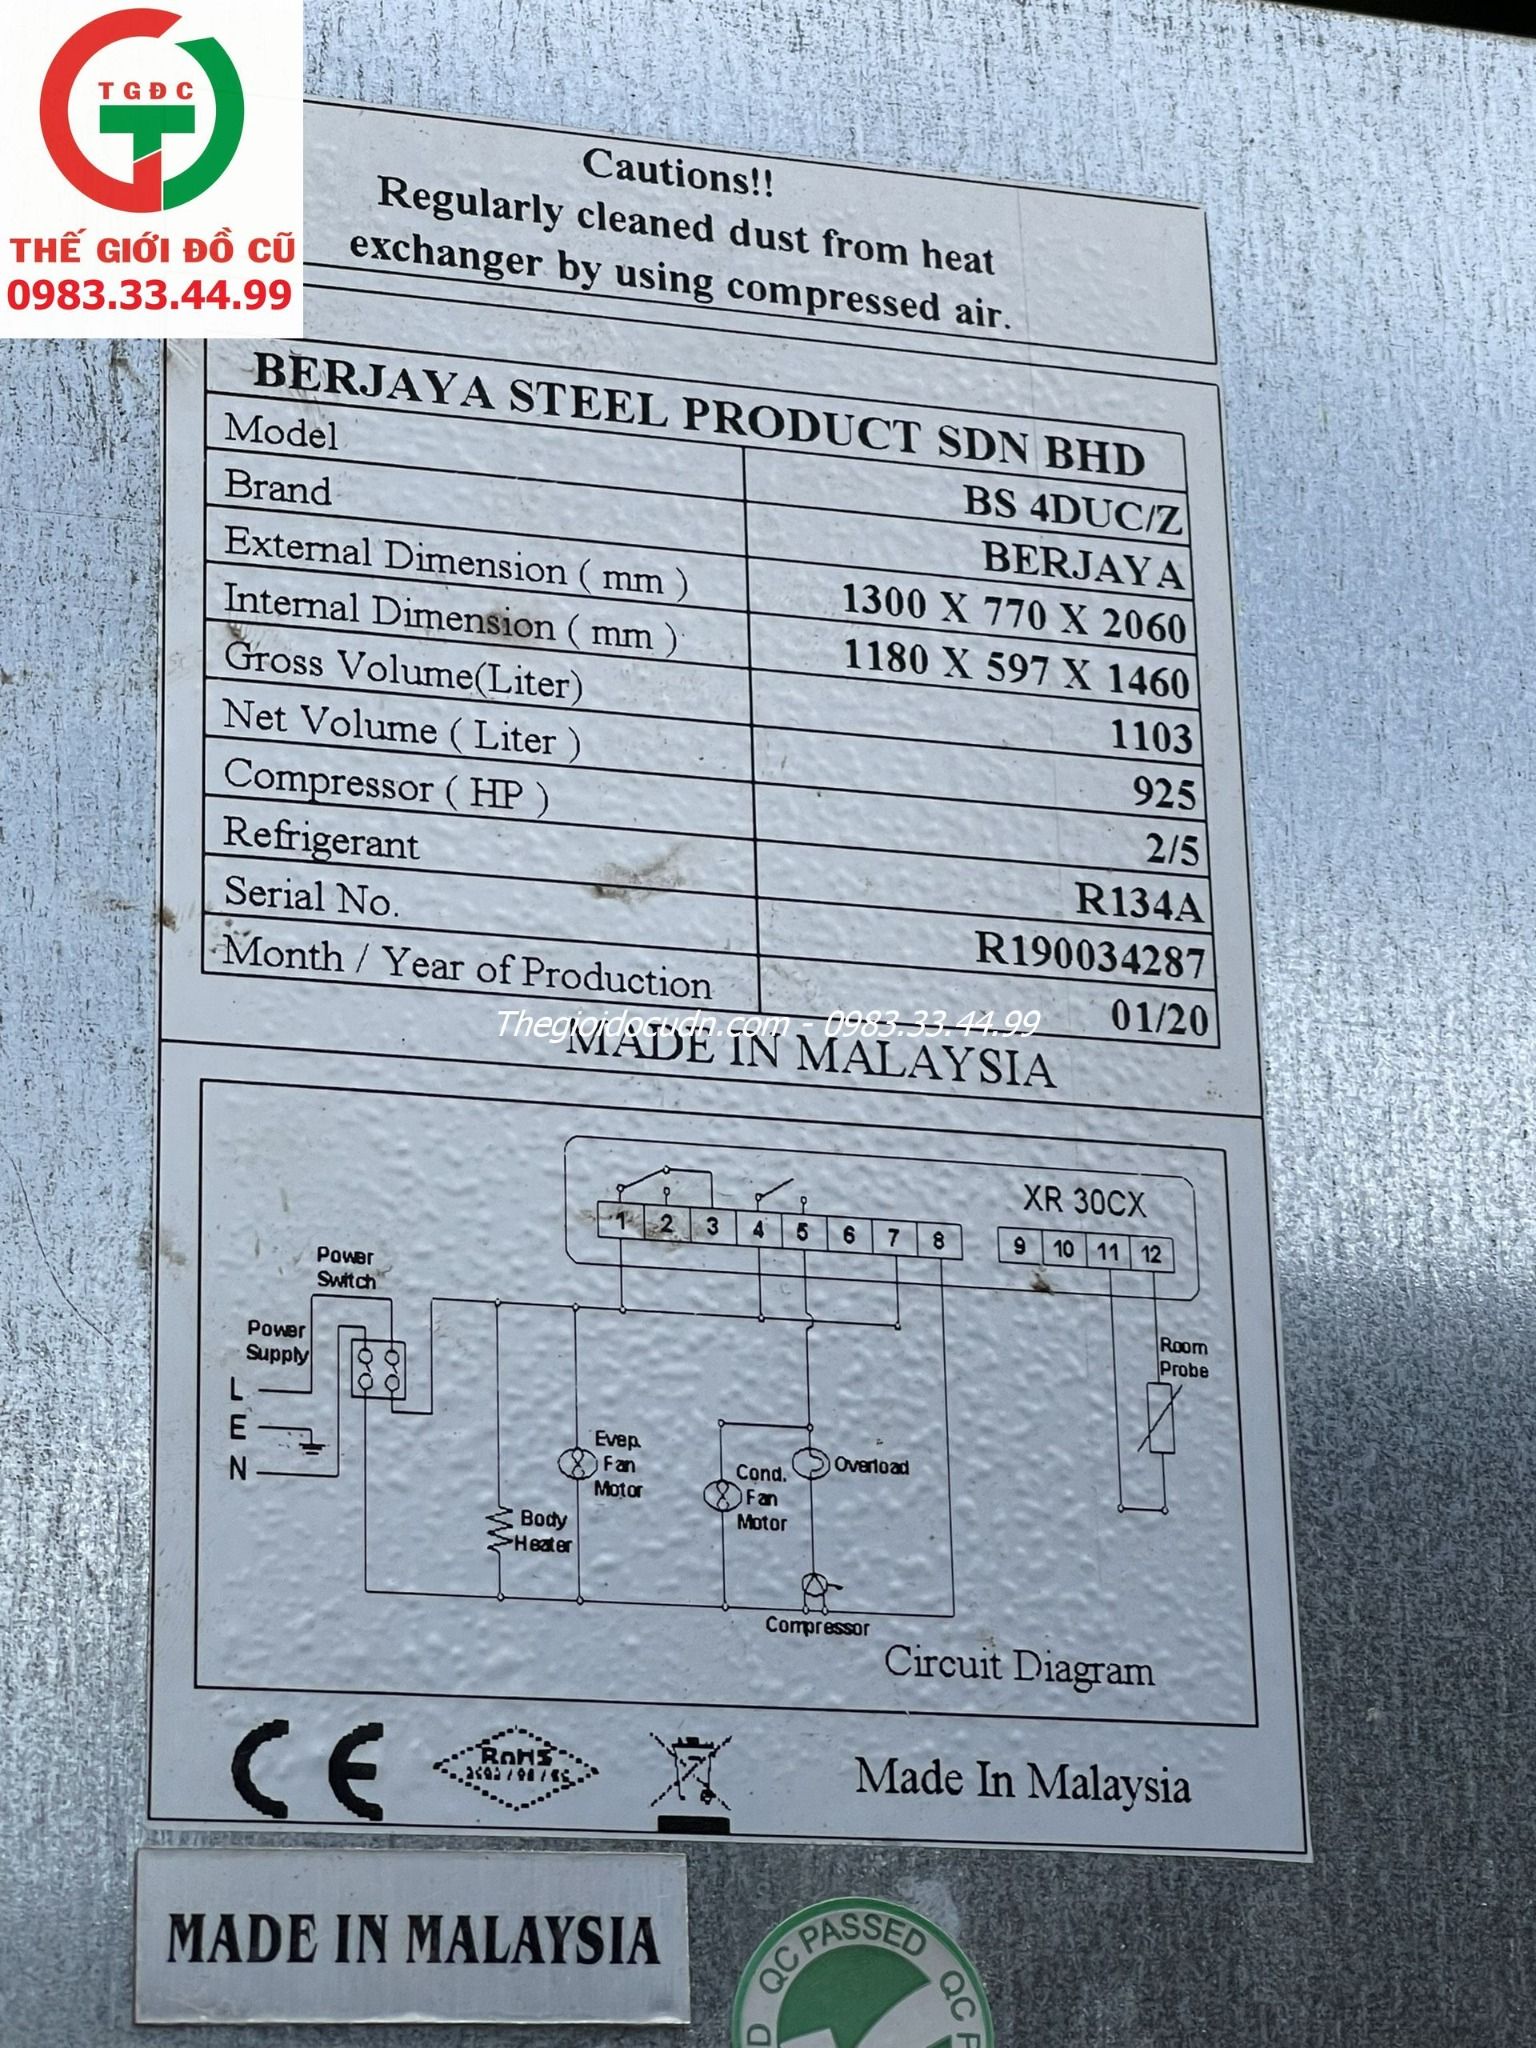 TGĐC
THẾ GIỚI ĐỒ CŨ
0983.33.44.99
Cautions!!
Regularly cleaned dust from heat
exchanger by using compressed air.
BERJAYA STEEL PRODUCT SDN BHD
Model BS 4DUC/Z
Brand BERJAYA
External Dimension ( mm ) 1300 X 770 X 2060
Internal Dimension ( mm ) 1180 X 597 X 1460
Gross Volume(Liter) 1103
Net Volume ( Liter ) 925
Compressor ( HP ) 2/5
Refrigerant R134A
Serial No. R190034287
Month / Year of Production 01/20
Thegioidocudn.com - 0983.33.44.99
MADE IN MALAYSIA
XR 30CX
1 2 3 4 5 6 7 8 9 10 11 12
Power
Switch
Power
Supply
L
E
N
Room
Probe
Evep.
Fan
Motor
Cond.
Fan
Motor
Overload
Body
Heater
Compressor
Circuit Diagram
CE
RoHS
Made In Malaysia
MADE IN MALAYSIA
QC PASSED
QC